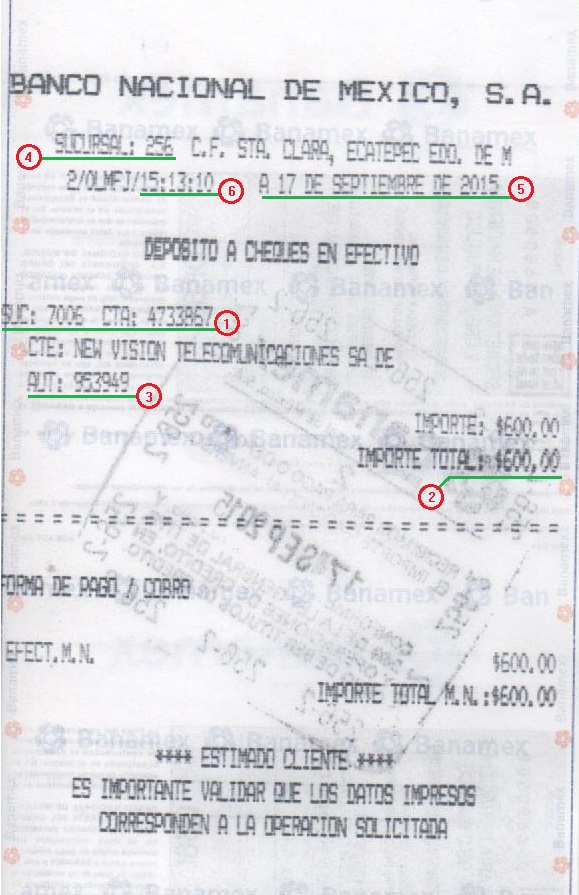 BANCO NACIONAL DE MEXICO, S.A.
4 SUCURSAL: 256 C.F. STA. CLARA, ECATEPEC EDO. DE M
2/OLMFJ/15:13:10 6 A 17 DE SEPTIEMBRE DE 2015 5
DEPOSITO A CHEQUES EN EFECTIVO
SUC: 7006 CTA: 4733867 1
CTE: NEW VISION TELECOMUNICACIONES SA DE
AUT: 953949 3
IMPORTE: $600.00
IMPORTE TOTAL: $600,00
2
17 SEP 2015
FORMA DE PAGO / COBRO
EFECT.M.N. $600.00
IMPORTE TOTAL M.N.:$600.00
**** ESTIMADO CLIENTE ****
ES IMPORTANTE VALIDAR QUE LOS DATOS IMPRESOS
CORRESPONDEN A LA OPERACION SOLICITADA
Banamex